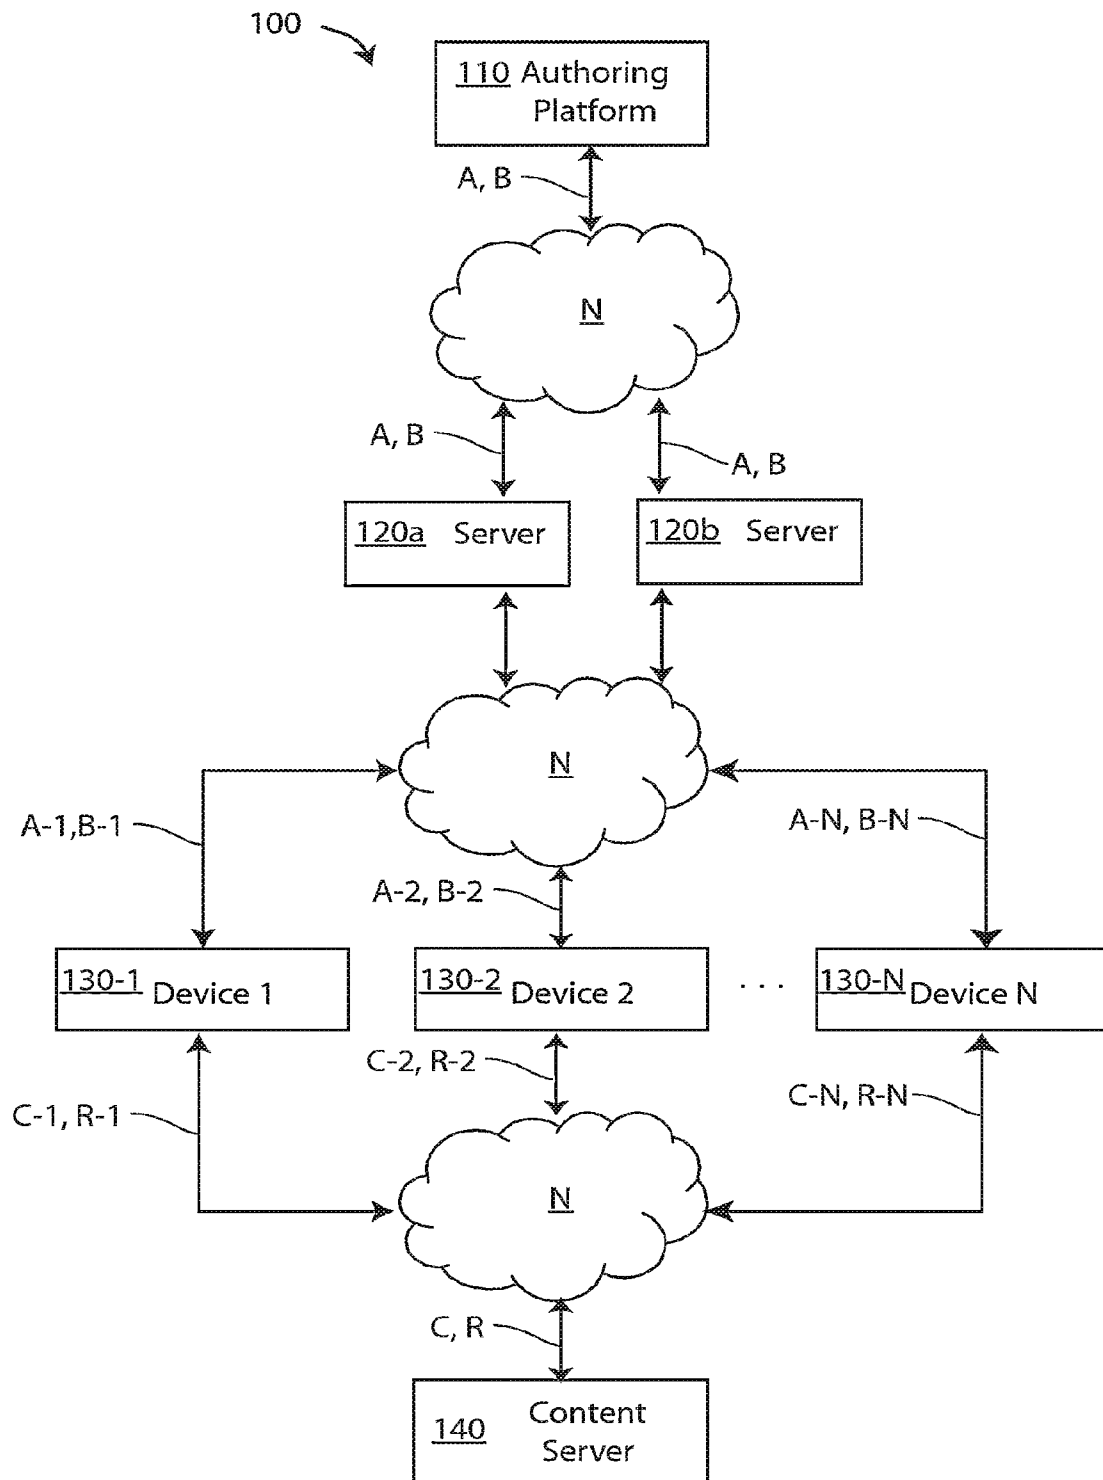 100
110 Authoring
Platform
A, B
N
A, B
A, B
120a Server
120b Server
N
A-1,B-1
A-N, B-N
A-2, B-2
130-1 Device 1
130-2 Device 2
. . .
130-N Device N
C-2, R-2
C-1, R-1
C-N, R-N
N
C, R
140 Content
Server